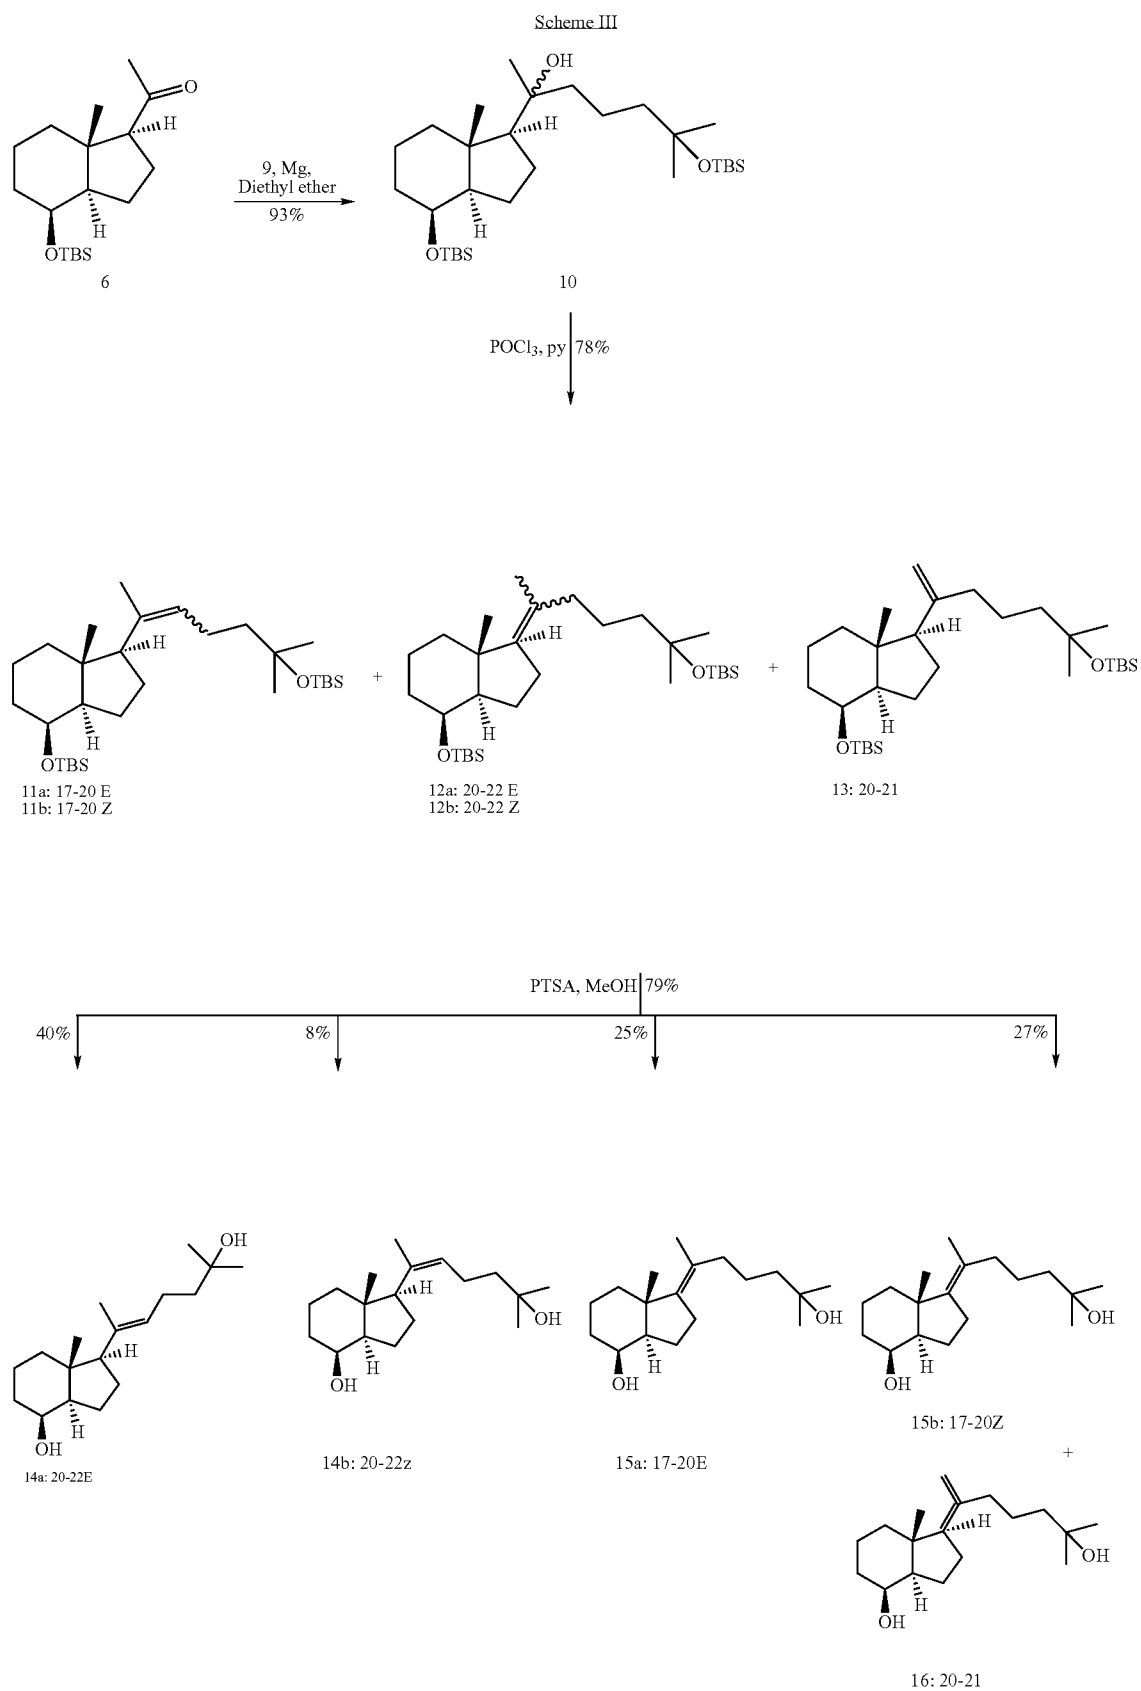 Scheme III
OH
O
H
H
OTBS
6
9, Mg,
Diethyl ether
93%
H
OTBS
H
OTBS
10
POCl3, py
78%
H
OTBS
H
OTBS
11a: 17-20 E
11b: 17-20 Z
+
H
OTBS
H
OTBS
12a: 20-22 E
12b: 20-22 Z
+
H
OTBS
H
OTBS
13: 20-21
PTSA, MeOH
79%
40%
8%
25%
27%
OH
H
H
OH
14a: 20-22E
H
OH
H
OH
14b: 20-22z
OH
H
OH
15a: 17-20E
OH
H
OH
15b: 17-20Z
+
H
OH
H
OH
16: 20-21